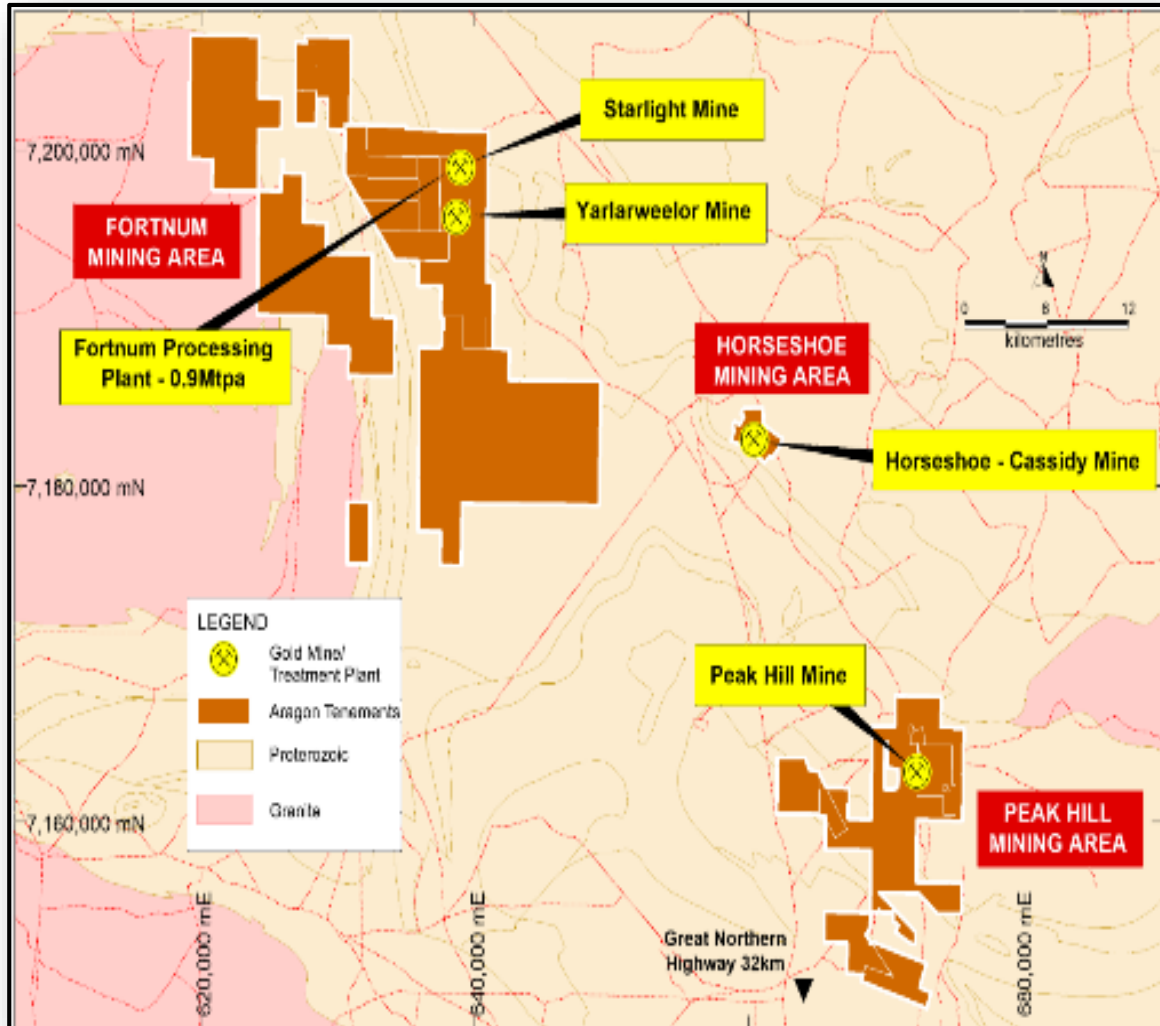 Starlight Mine
7,200,000 mN
Yarlarweelor Mine
FORTNUM
MINING AREA
N
0 6 12
kilometres
Fortnum Processing
Plant - 0.9Mtpa
HORSESHOE
MINING AREA
Horseshoe - Cassidy Mine
7,180,000 mN
LEGEND
Gold Mine/
Treatment Plant
Aragon Tenements
Proterozoic
Granite
Peak Hill Mine
7,160,000 mN
PEAK HILL
MINING AREA
Great Northern
Highway 32km
620,000 mE
640,000 mE
680,000 mE